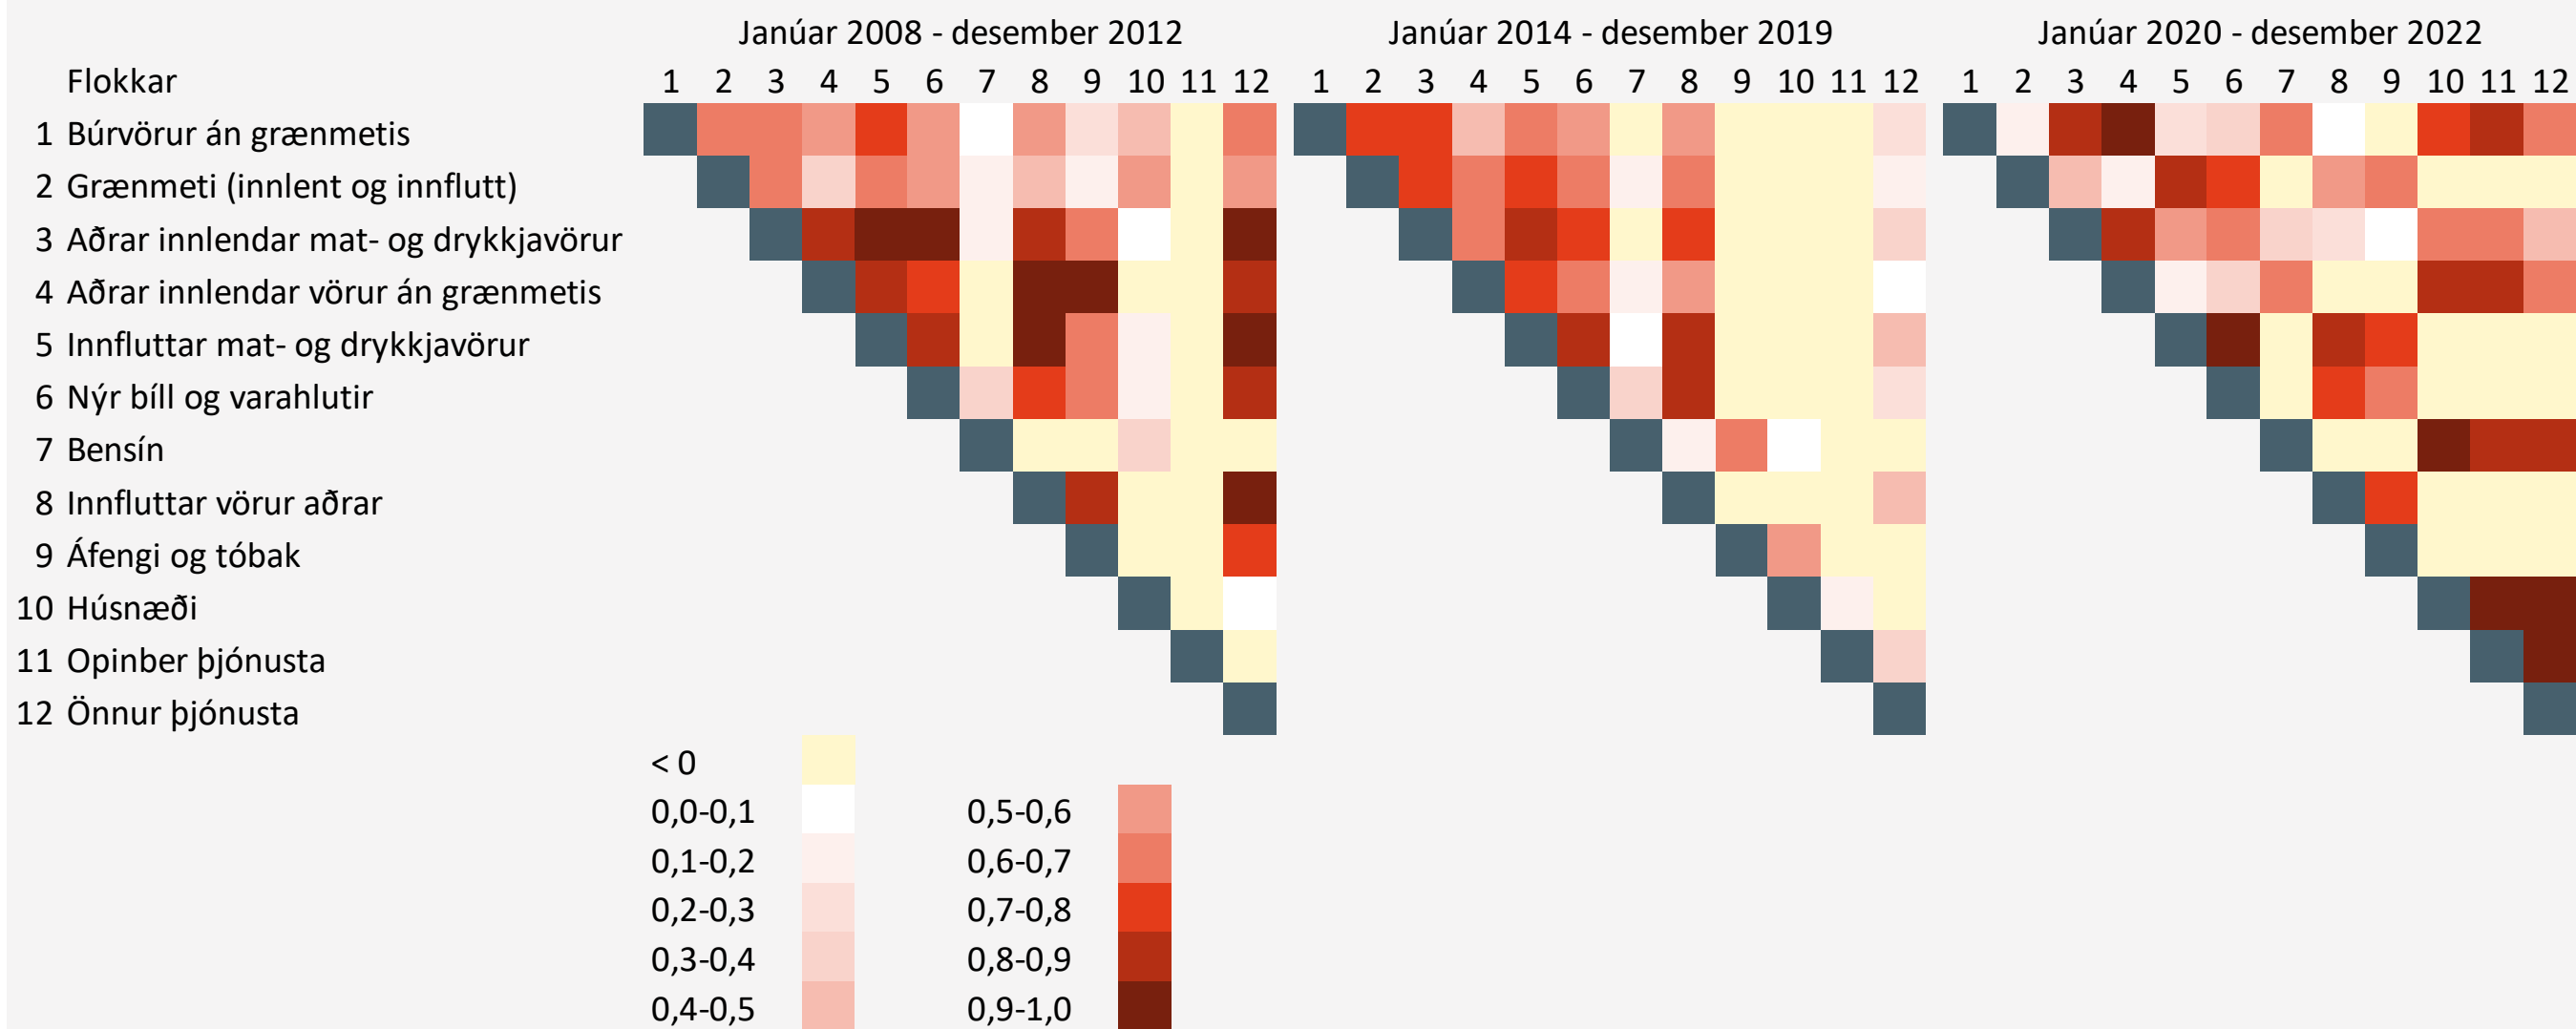 Janúar 2008 - desember 2012 Janúar 2014 - desember 2019 Janúar 2020 - desember 2022
Flokkar 1 2 3 4 5 6 7 8 9 10 11 12 1 2 3 4 5 6 7 8 9 10 11 12 1 2 3 4 5 6 7 8 9 10 11 12
1 Búrvörur án grænmetis
2 Grænmeti (innlent og innflutt)
3 Aðrar innlendar mat- og drykkjavörur
4 Aðrar innlendar vörur án grænmetis
5 Innfluttar mat- og drykkjavörur
6 Nýr bíll og varahlutir
7 Bensín
8 Innfluttar vörur aðrar
9 Áfengi og tóbak
10 Húsnæði
11 Opinber þjónusta
12 Önnur þjónusta
< 0
0,0-0,1 0,5-0,6
0,1-0,2 0,6-0,7
0,2-0,3 0,7-0,8
0,3-0,4 0,8-0,9
0,4-0,5 0,9-1,0